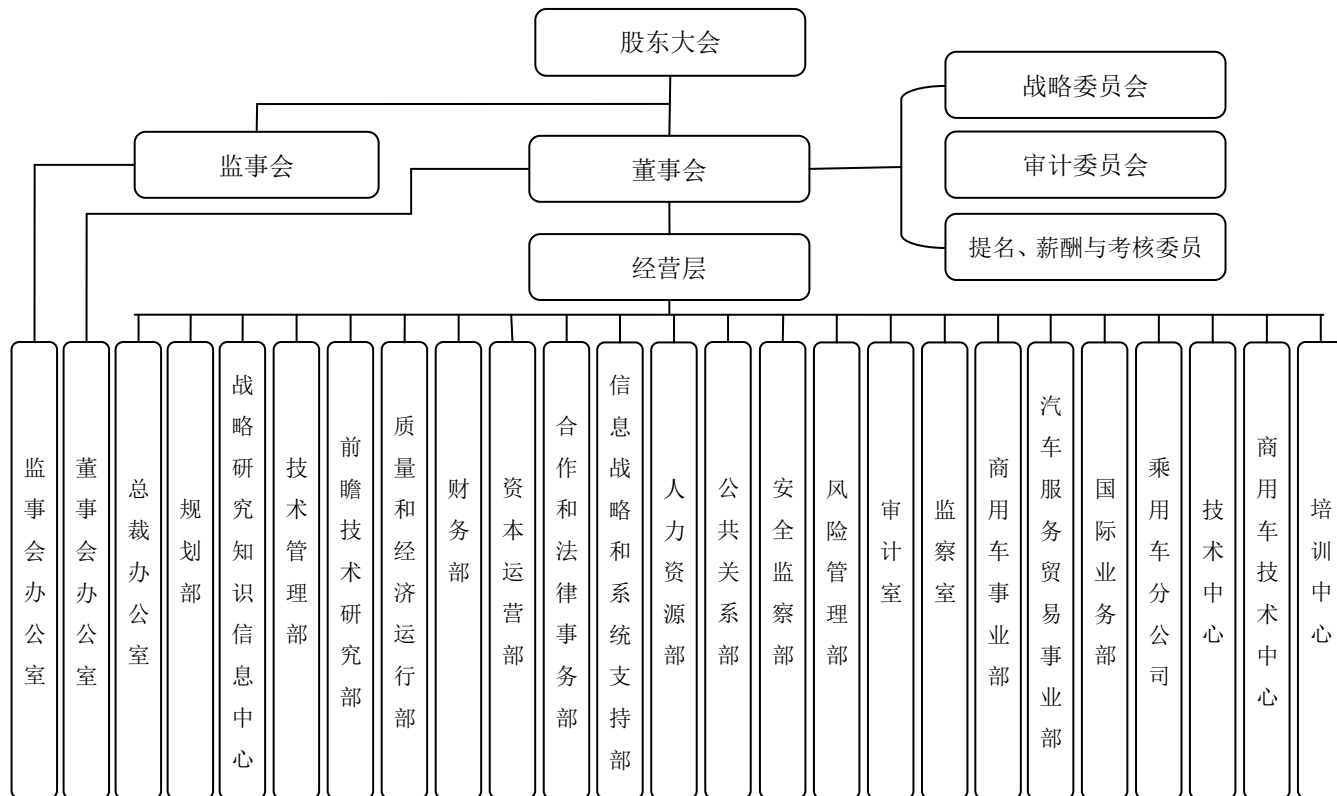 股东大会
战略委员会
监事会
董事会
审计委员会
提名、薪酬与考核委员
经营层
监事会办公室
董事会办公室
总裁办公室
规划部
战略研究知识信息中心
技术管理部
前瞻技术研究部
质量和经济运行部
财务部
资本运营部
合作和法律事务部
信息战略和系统支持部
人力资源部
公共关系部
安全监察部
风险管理部
审计室
监察室
商用车事业部
汽车服务贸易事业部
国际业务部
乘用车分公司
技术中心
商用车技术中心
培训中心